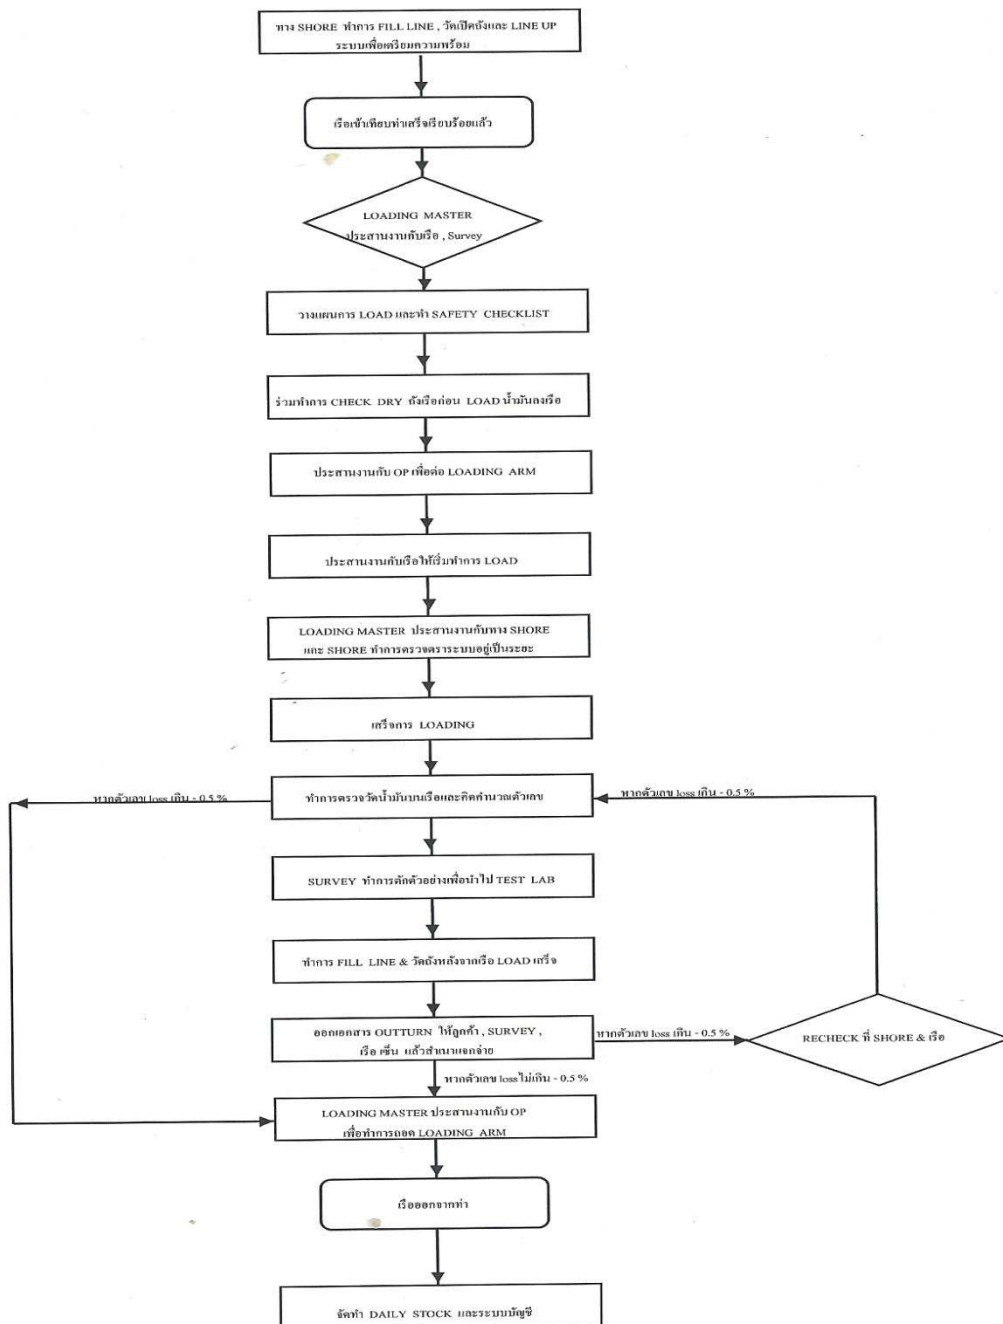 ทาง SHORE ทำการ FILL LINE , วัดเปิดถังและ LINE UP
ระบบเพื่อเตรียมความพร้อม
เรือเข้าเทียบท่าเสร็จเรียบร้อยแล้ว
LOADING MASTER
ประสานงานกับเรือ , Survey
วางแผนการ LOAD และทำ SAFETY CHECKLIST
ร่วมทำการ CHECK DRY ถังเรือก่อน LOAD น้ำมันลงเรือ
ประสานงานกับ OP เพื่อต่อ LOADING ARM
ประสานงานกับเรือให้เริ่มทำการ LOAD
LOADING MASTER ประสานงานกับทาง SHORE
และ SHORE ทำการตรวจตราระบบอยู่เป็นระยะ
เสร็จการ LOADING
หากตัวเลข loss เกิน - 0.5 %
ทำการตรวจวัดน้ำมันบนเรือและคิดคำนวณตัวเลข
หากตัวเลข loss เกิน - 0.5 %
SURVEY ทำการตักตัวอย่างเพื่อนำไป TEST LAB
ทำการ FILL LINE & วัดถังหลังจากเรือ LOAD เสร็จ
ออกเอกสาร OUTTURN ให้ลูกค้า , SURVEY ,
เรือ เซ็น แล้วสำเนาแจกจ่าย
หากตัวเลข loss เกิน - 0.5 %
RECHECK ที่ SHORE & เรือ
หากตัวเลข loss ไม่เกิน - 0.5 %
LOADING MASTER ประสานงานกับ OP
เพื่อทำการถอด LOADING ARM
เรือออกจากท่า
จัดทำ DAILY STOCK และระบบบัญชี